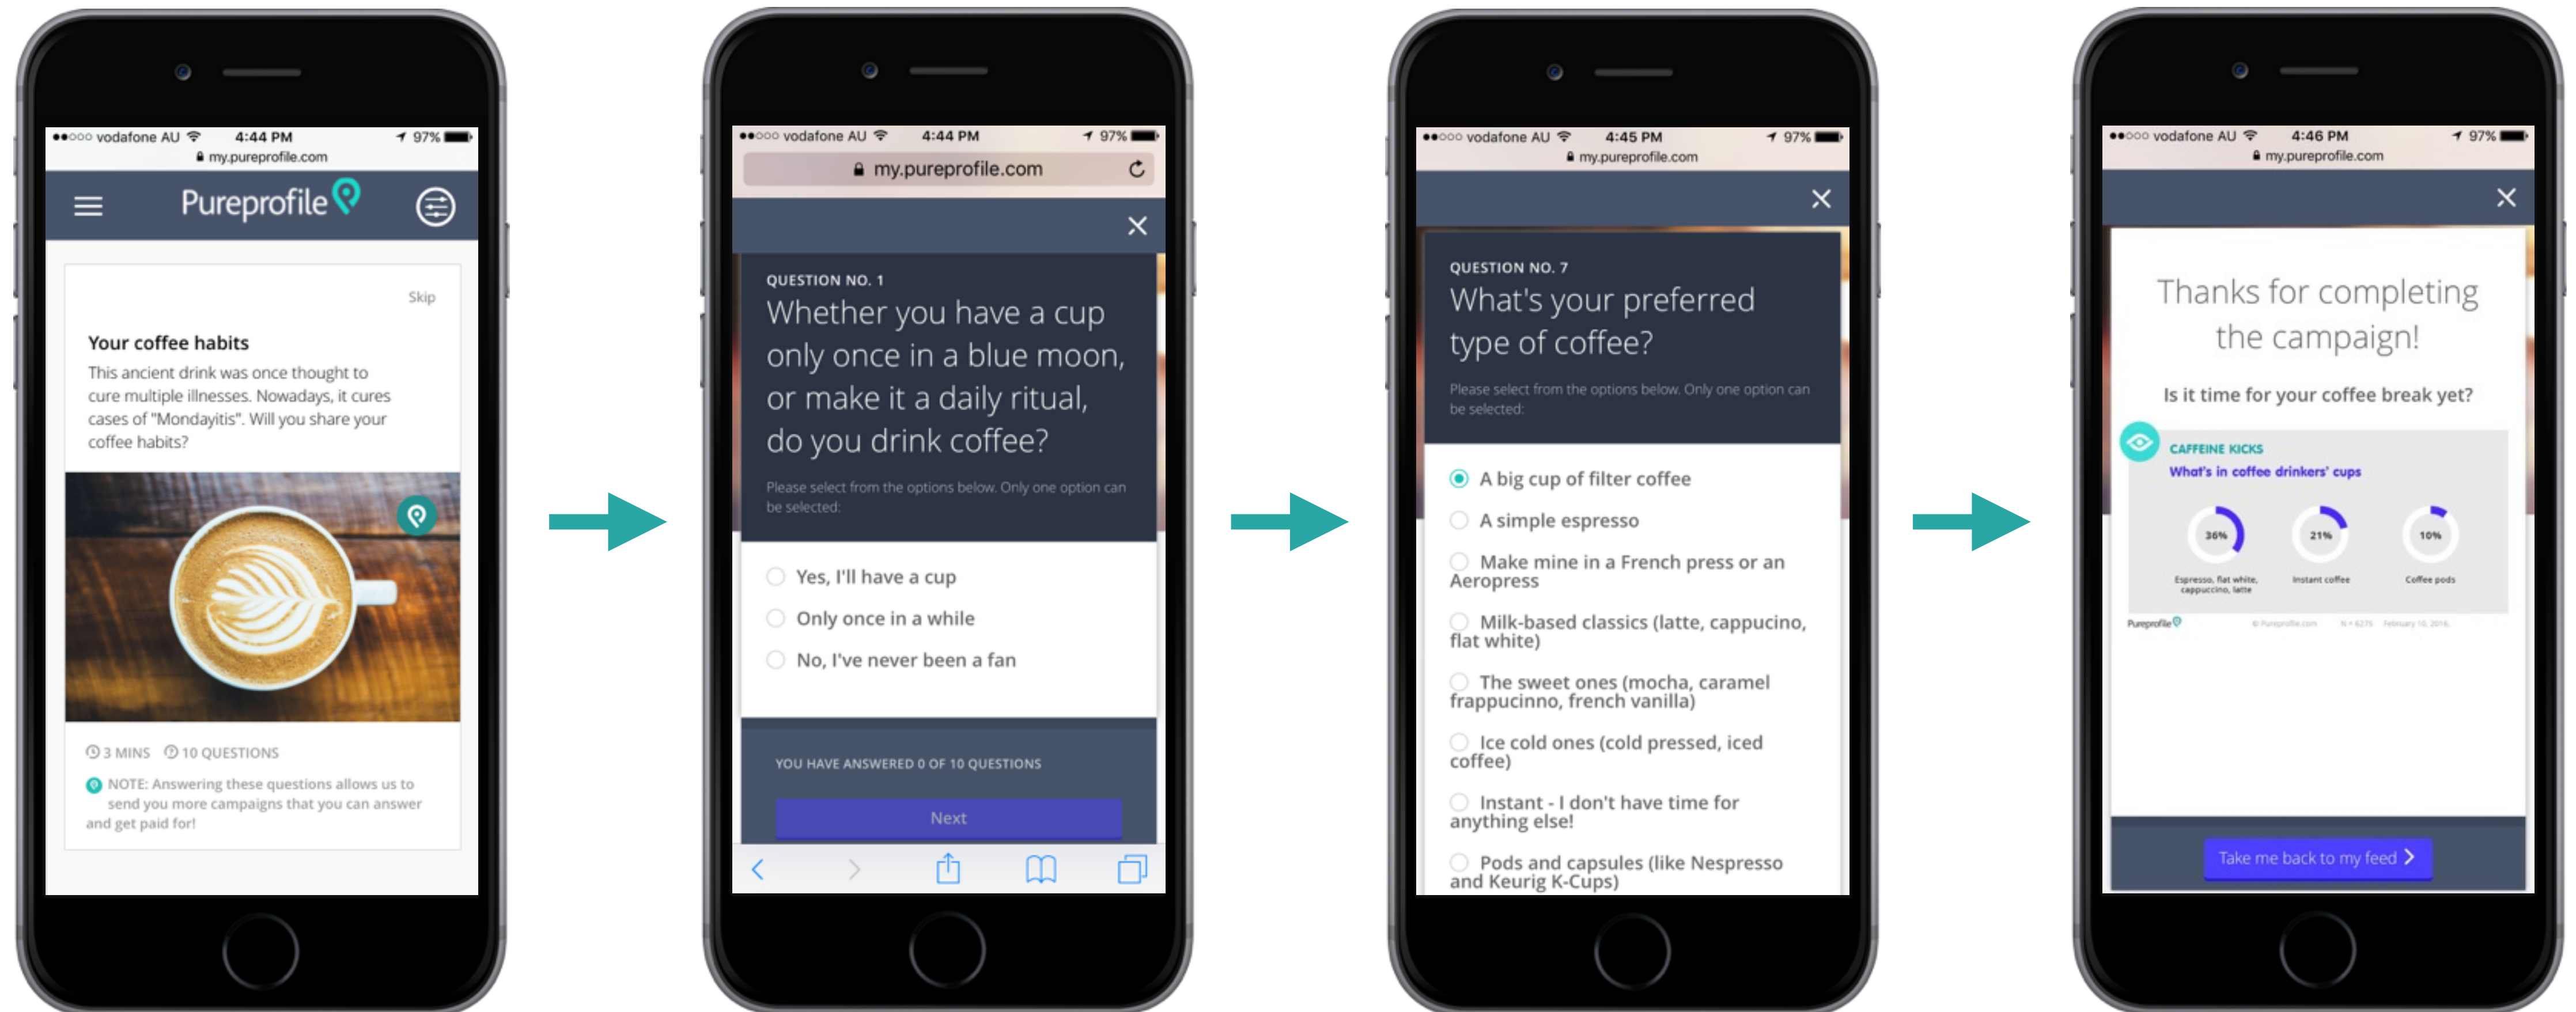 vodafone AU
4:44 PM
97%
my.pureprofile.com
Pureprofile
Skip
Your coffee habits
This ancient drink was once thought to
cure multiple illnesses. Nowadays, it cures
cases of "Mondayitis". Will you share your
coffee habits?
3 MINS
10 QUESTIONS
NOTE: Answering these questions allows us to
send you more campaigns that you can answer
and get paid for!
vodafone AU
4:44 PM
97%
my.pureprofile.com
QUESTION NO. 1
Whether you have a cup
only once in a blue moon,
or make it a daily ritual,
do you drink coffee?
Please select from the options below. Only one option can
be selected:
Yes, I'll have a cup
Only once in a while
No, I've never been a fan
YOU HAVE ANSWERED 0 OF 10 QUESTIONS
Next
vodafone AU
4:45 PM
97%
my.pureprofile.com
QUESTION NO. 7
What's your preferred
type of coffee?
Please select from the options below. Only one option can
be selected:
A big cup of filter coffee
A simple espresso
Make mine in a French press or an
Aeropress
Milk-based classics (latte, cappucino,
flat white)
The sweet ones (mocha, caramel
frappucinno, french vanilla)
Ice cold ones (cold pressed, iced
coffee)
Instant - I don't have time for
anything else!
Pods and capsules (like Nespresso
and Keurig K-Cups)
vodafone AU
4:46 PM
97%
my.pureprofile.com
Thanks for completing
the campaign!
Is it time for your coffee break yet?
CAFFEINE KICKS
What's in coffee drinkers' cups
36%
21%
10%
Espresso, flat white,
cappuccino, latte
Instant coffee
Coffee pods
Pureprofile
© Pureprofile.com
N = 6275
February 10, 2016.
Take me back to my feed